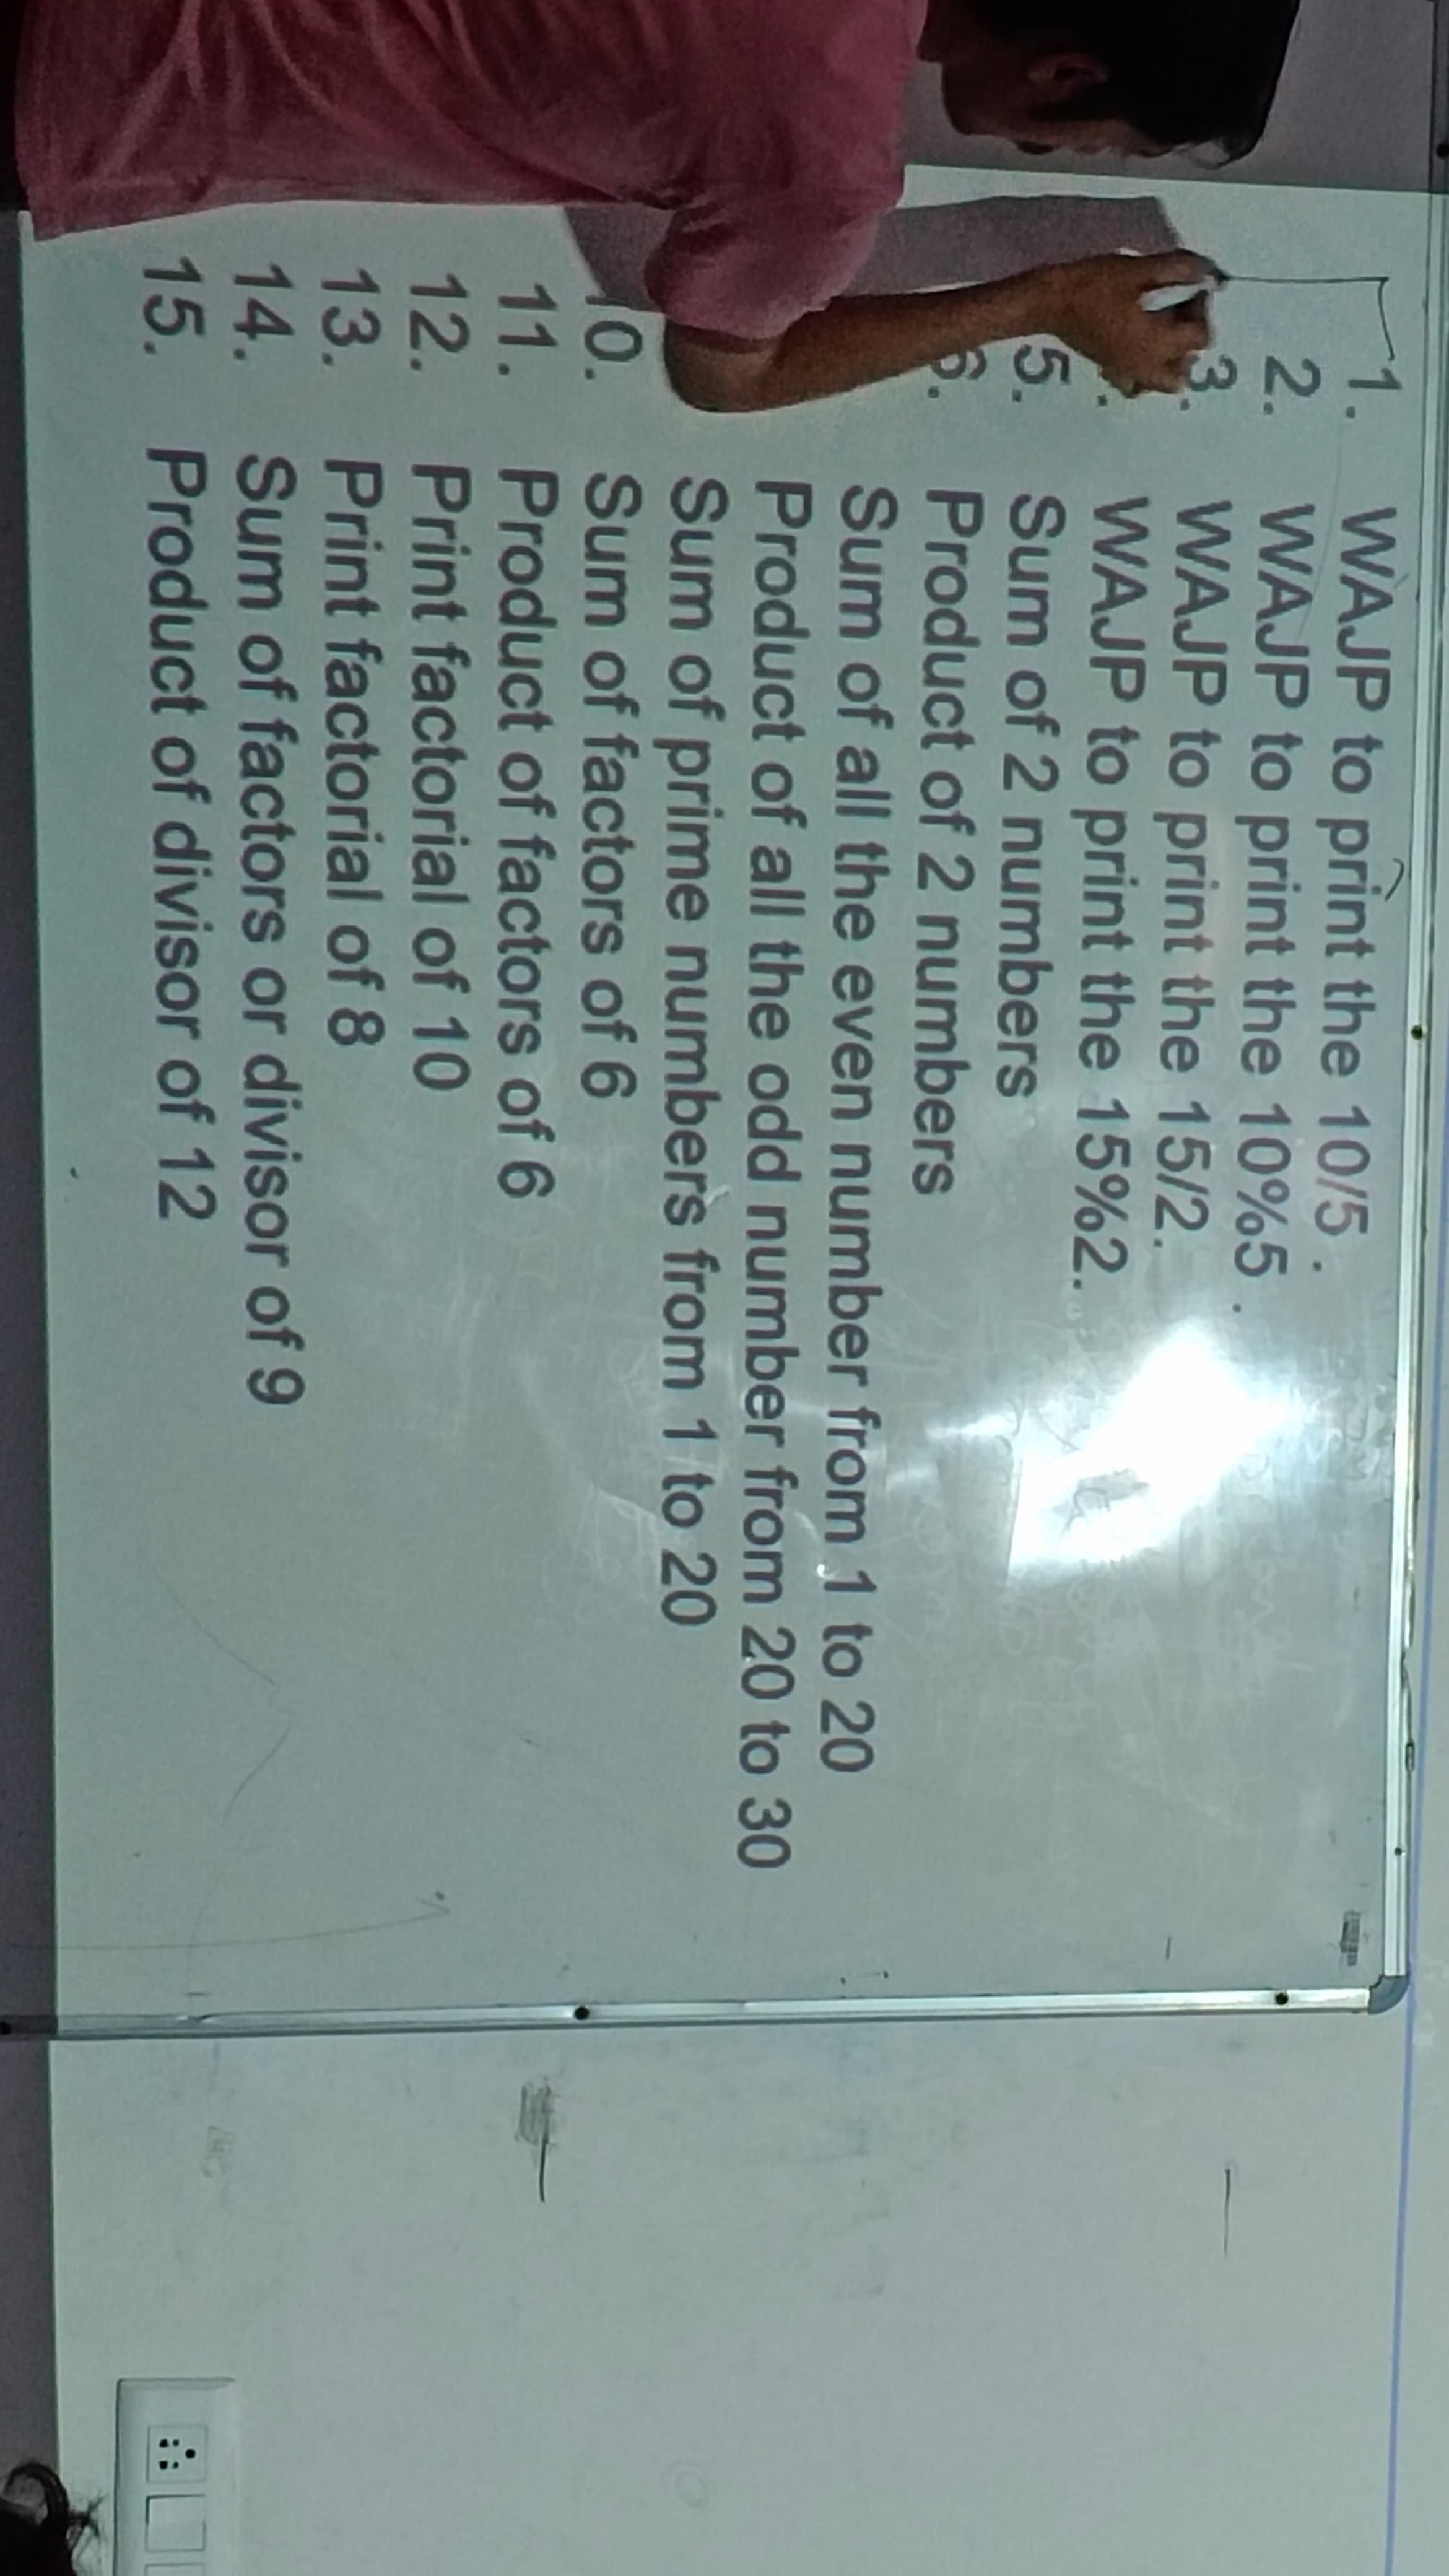 1. WAJP to print the 10/5 .
2. WAJP to print the 10%5 .
3. WAJP to print the 15/2.
. WAJP to print the 15%2.
5. Sum of 2 numbers
6. Product of 2 numbers
Sum of all the even number from 1 to 20
Product of all the odd number from 20 to 30
Sum of prime numbers from 1 to 20
10. Sum of factors of 6
11. Product of factors of 6
12. Print factorial of 10
13. Print factorial of 8
14. Sum of factors or divisor of 9
15. Product of divisor of 12